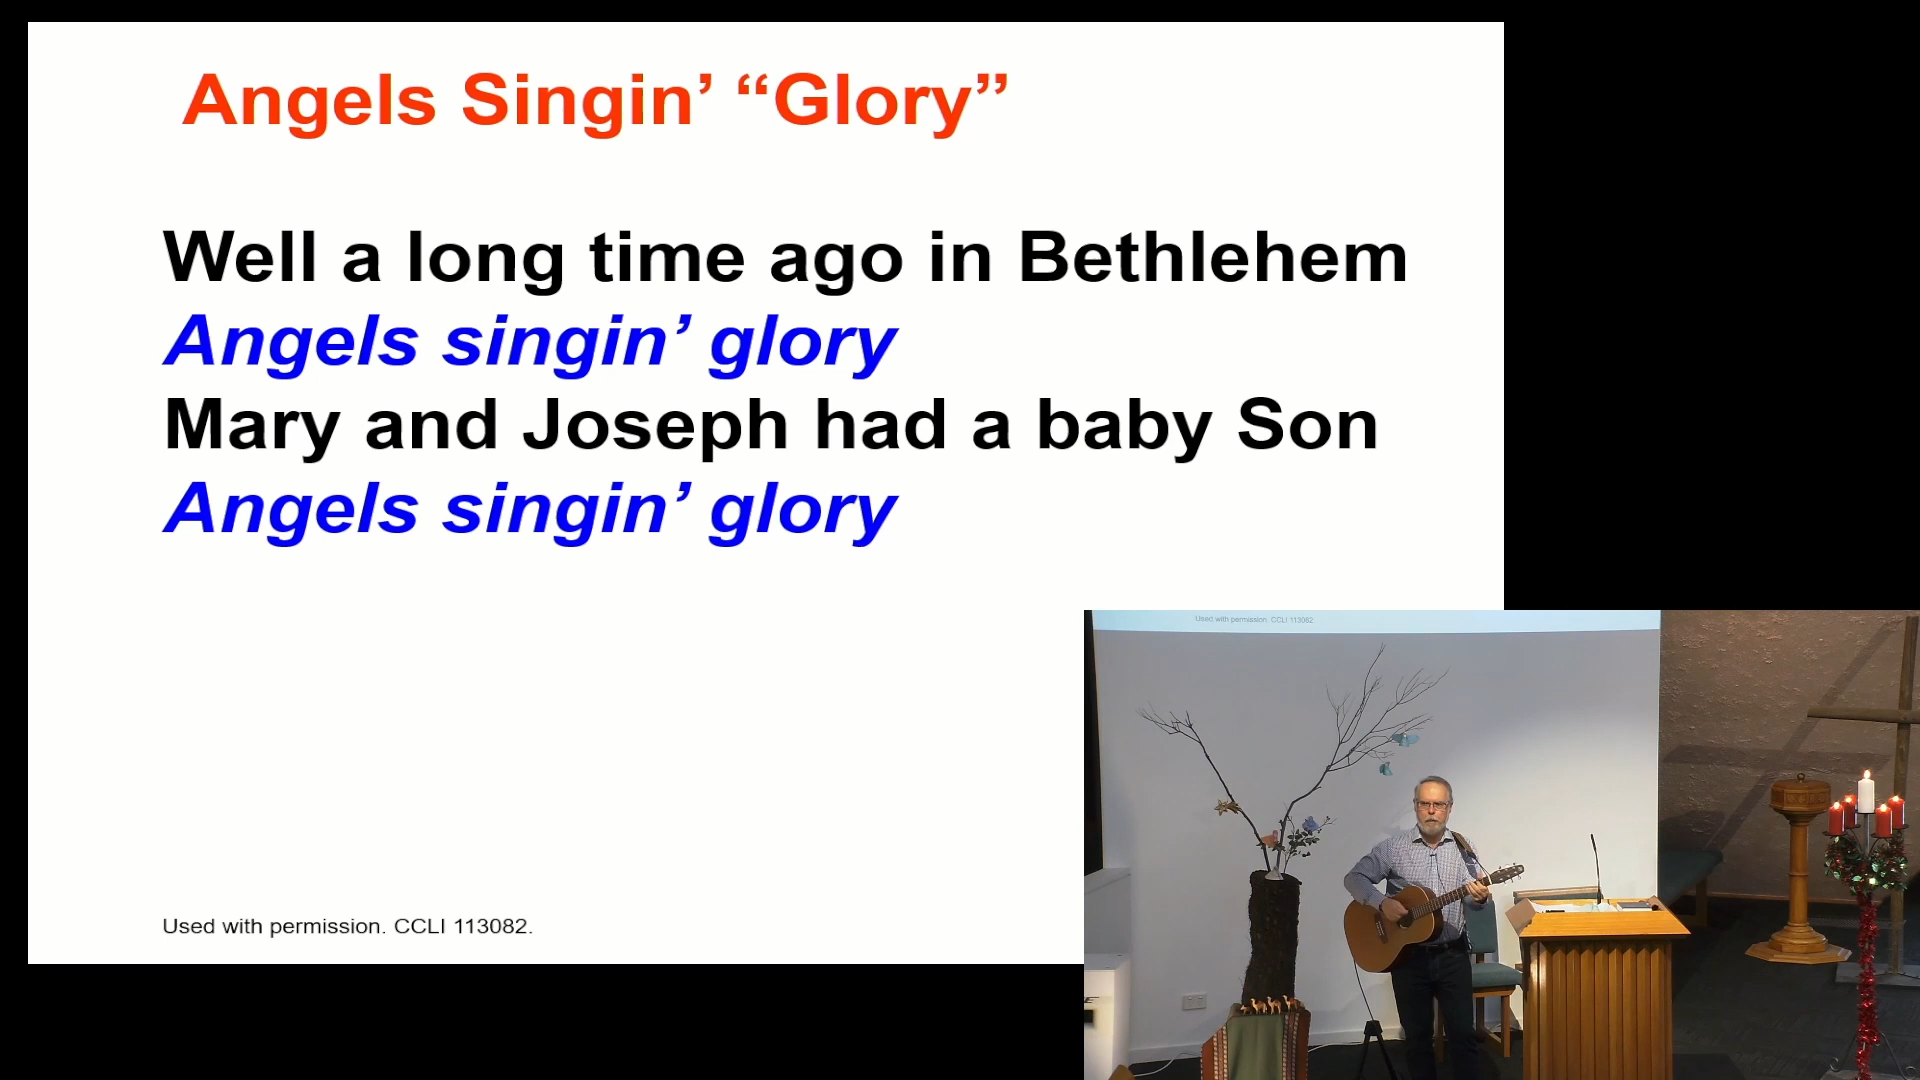 Angels Singin’ “Glory”
Well a long time ago in Bethlehem
Angels singin’ glory
Mary and Joseph had a baby Son
Angels singin’ glory
Used with permission. CCLI 113082.
Used with permission. CCLI 113082